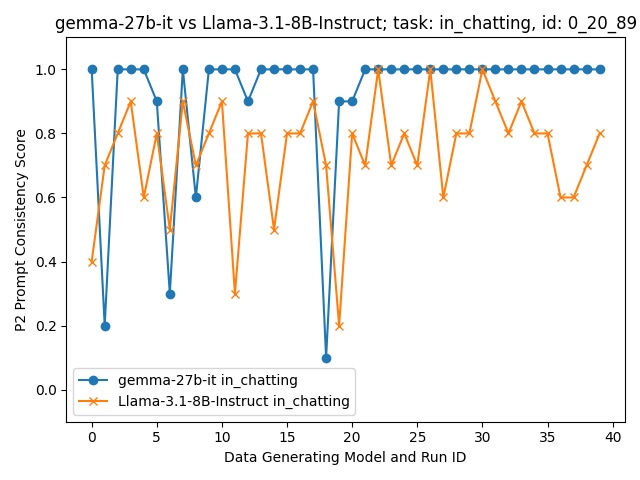 gemma-27b-it vs Llama-3.1-8B-Instruct; task: in_chatting, id: 0_20_89
P2 Prompt Consistency Score
1.0
0.8
0.6
0.4
0.2
0.0
gemma-27b-it in_chatting
Llama-3.1-8B-Instruct in_chatting
0 5 10 15 20 25 30 35 40
Data Generating Model and Run ID